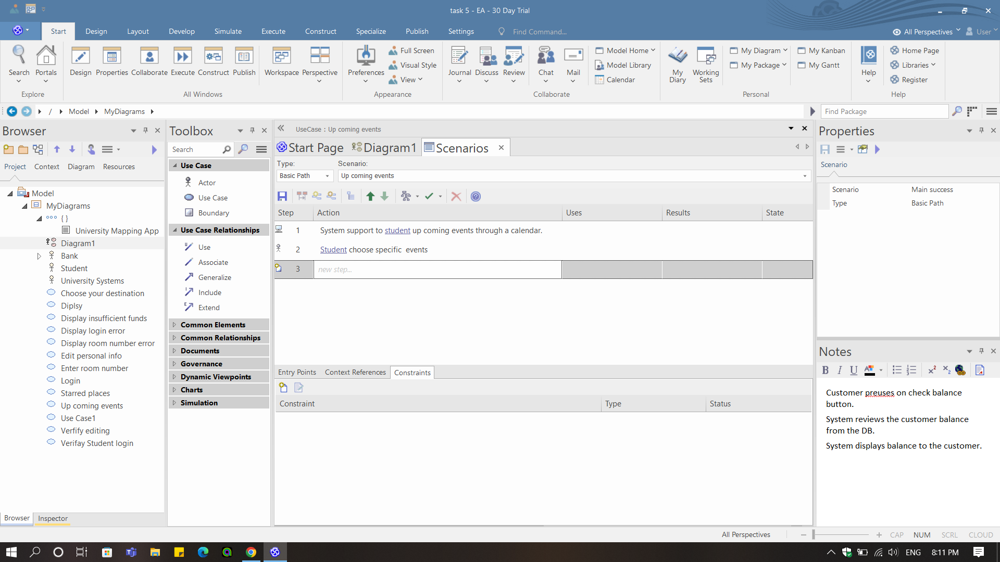 task 5 - EA - 30 Day Trial
Start Design Layout Develop Simulate Execute Construct Specialize Publish Settings Find Command... All Perspectives User
Search Portals Design Properties Collaborate Execute Construct Publish Workspace Perspective Preferences Full Screen Visual Style View Journal Discuss Review Chat Mail Model Home Model Library Calendar My Diary Working Sets My Diagram My Package My Kanban My Gantt Help Home Page Libraries Register
Explore All Windows Appearance Collaborate Personal Help
/ Model MyDiagrams Find Package
Browser
Project Context Diagram Resources
Model
MyDiagrams
{ }
University Mapping App
Diagram1
Bank
Student
University Systems
Choose your destination
Diplsy
Display insufficient funds
Display login error
Display room number error
Edit personal info
Enter room number
Login
Starred places
Up coming events
Use Case1
Verfify editing
Verifay Student login
Browser Inspector
Toolbox
Search
Use Case
Actor
Use Case
Boundary
Use Case Relationships
Use
Associate
Generalize
Include
Extend
Common Elements
Common Relationships
Documents
Governance
Dynamic Viewpoints
Charts
Simulation
UseCase : Up coming events
Start Page Diagram1 Scenarios
Type: Scenario:
Basic Path Up coming events
Step Action Uses Results State
1 System support to student up coming events through a calendar.
2 Student choose specific events
3 new step...
Entry Points Context References Constraints
Constraint Type Status
Properties
Scenario
Scenario Main success
Type Basic Path
Notes
B I U A x² x₂
Customer preuses on check balance
button.
System reviews the customer balance
from the DB.
System displays balance to the customer.
All Perspectives CAP NUM SCRL CLOUD
ENG 8:11 PM